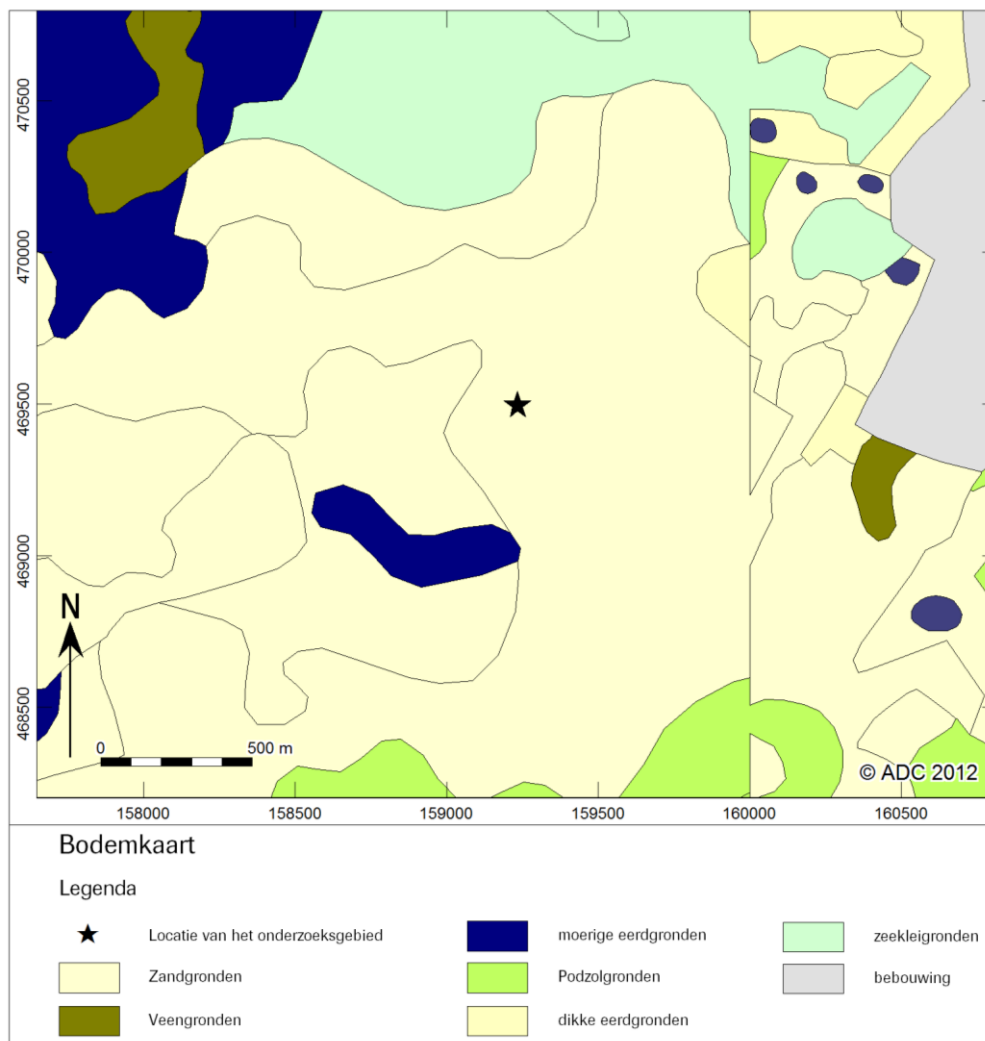 470500
470000
469500
469000
468500
N
0 500 m
© ADC 2012
158000 158500 159000 159500 160000 160500
Bodemkaart
Legenda
Locatie van het onderzoeksgebied
Zandgronden
Veengronden
moerige eerdgronden
Podzolgronden
dikke eerdgronden
zeekleigronden
bebouwing